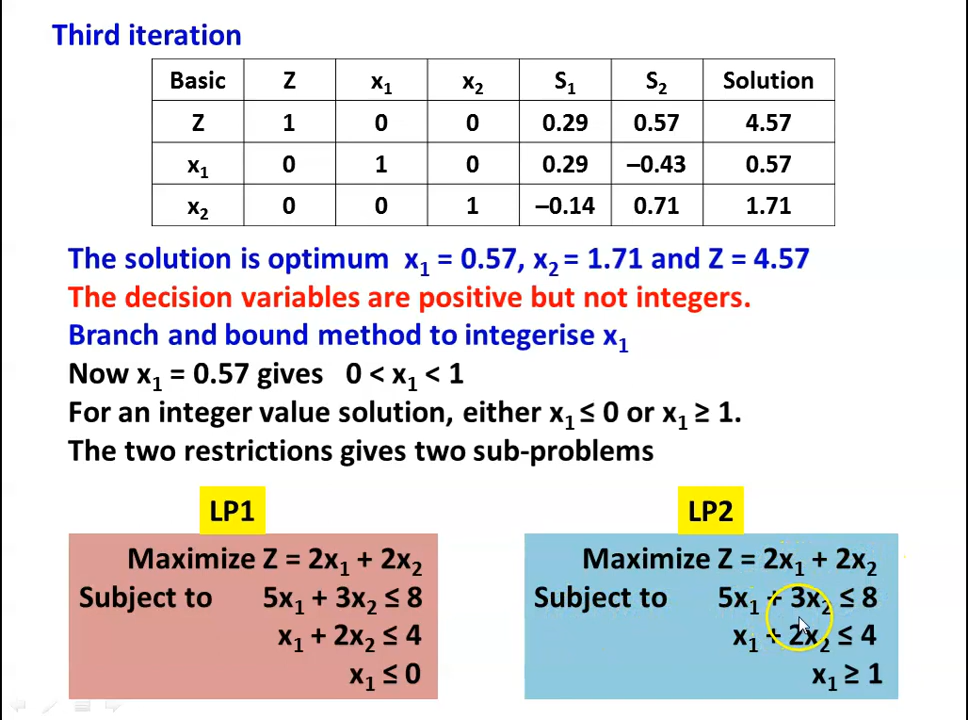 Third iteration
Basic Z x₁ x₂ S₁ S₂ Solution
Z 1 0 0 0.29 0.57 4.57
x₁ 0 1 0 0.29 –0.43 0.57
x₂ 0 0 1 –0.14 0.71 1.71
The solution is optimum x₁ = 0.57, x₂ = 1.71 and Z = 4.57
The decision variables are positive but not integers.
Branch and bound method to integerise x₁
Now x₁ = 0.57 gives 0 < x₁ < 1
For an integer value solution, either x₁ ≤ 0 or x₁ ≥ 1.
The two restrictions gives two sub-problems
LP1
Maximize Z = 2x₁ + 2x₂
Subject to 5x₁ + 3x₂ ≤ 8
x₁ + 2x₂ ≤ 4
x₁ ≤ 0
LP2
Maximize Z = 2x₁ + 2x₂
Subject to 5x₁ + 3x₂ ≤ 8
x₁ + 2x₂ ≤ 4
x₁ ≥ 1